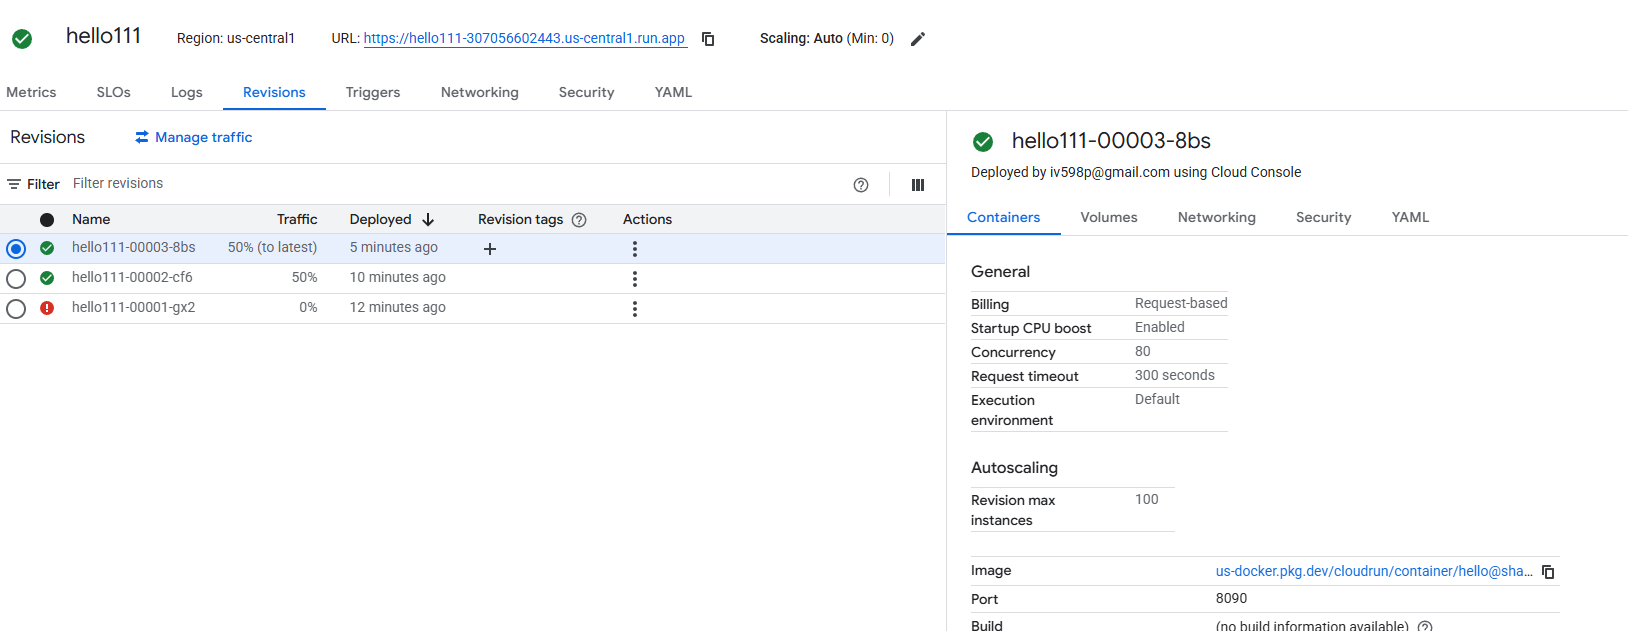 hello111 Region: us-central1 URL: https://hello111-307056602443.us-central1.run.app Scaling: Auto (Min: 0)
Metrics SLOs Logs Revisions Triggers Networking Security YAML
Revisions Manage traffic
Filter Filter revisions
Name Traffic Deployed Revision tags Actions
hello111-00003-8bs 50% (to latest) 5 minutes ago
hello111-00002-cf6 50% 10 minutes ago
hello111-00001-gx2 0% 12 minutes ago
hello111-00003-8bs
Deployed by iv598p@gmail.com using Cloud Console
Containers Volumes Networking Security YAML
General
Billing Request-based
Startup CPU boost Enabled
Concurrency 80
Request timeout 300 seconds
Execution Default
environment
Autoscaling
Revision max 100
instances
Image us-docker.pkg.dev/cloudrun/container/hello@sha...
Port 8090
Build (no build information available)